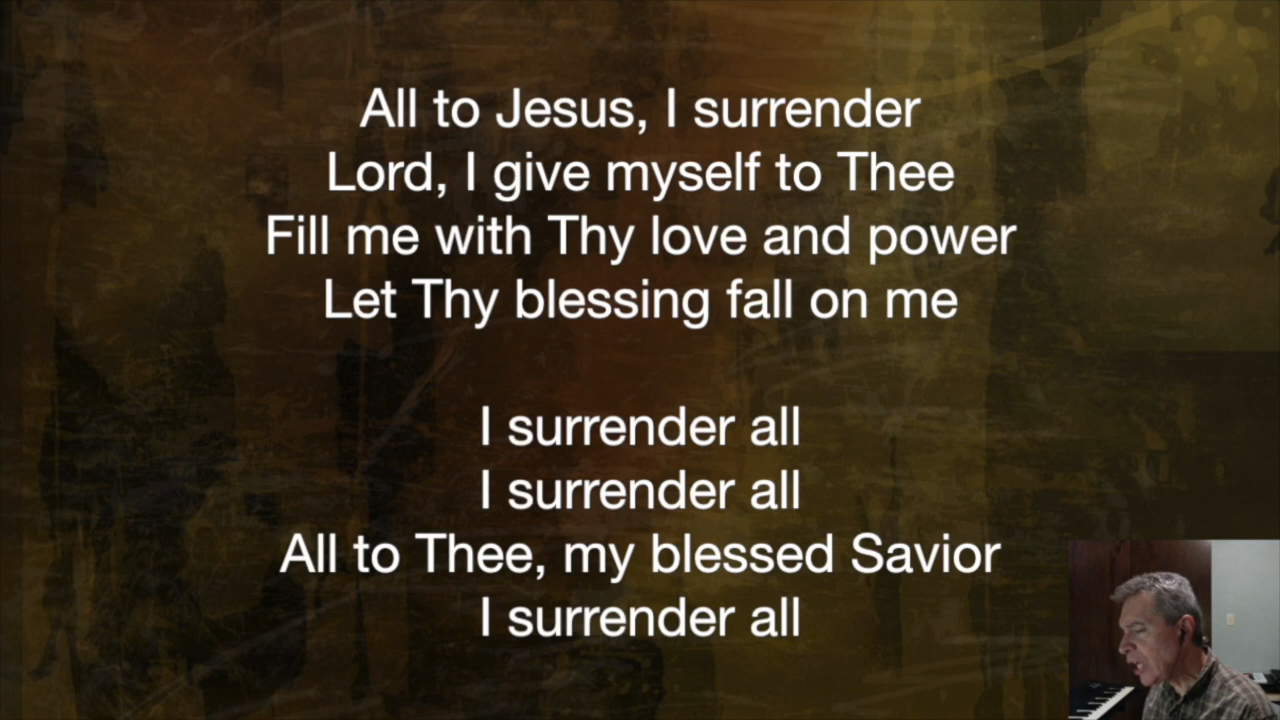 All to Jesus, I surrender
Lord, I give myself to Thee
Fill me with Thy love and power
Let Thy blessing fall on me
I surrender all
I surrender all
All to Thee, my blessed Savior
I surrender all